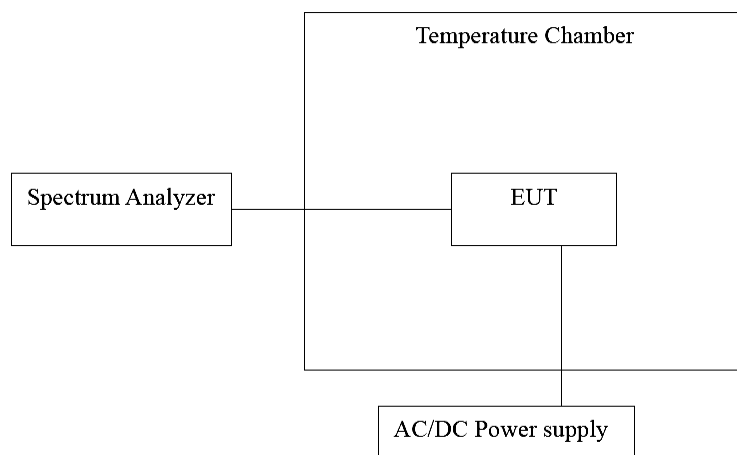 Temperature Chamber
Spectrum Analyzer
EUT
AC/DC Power supply